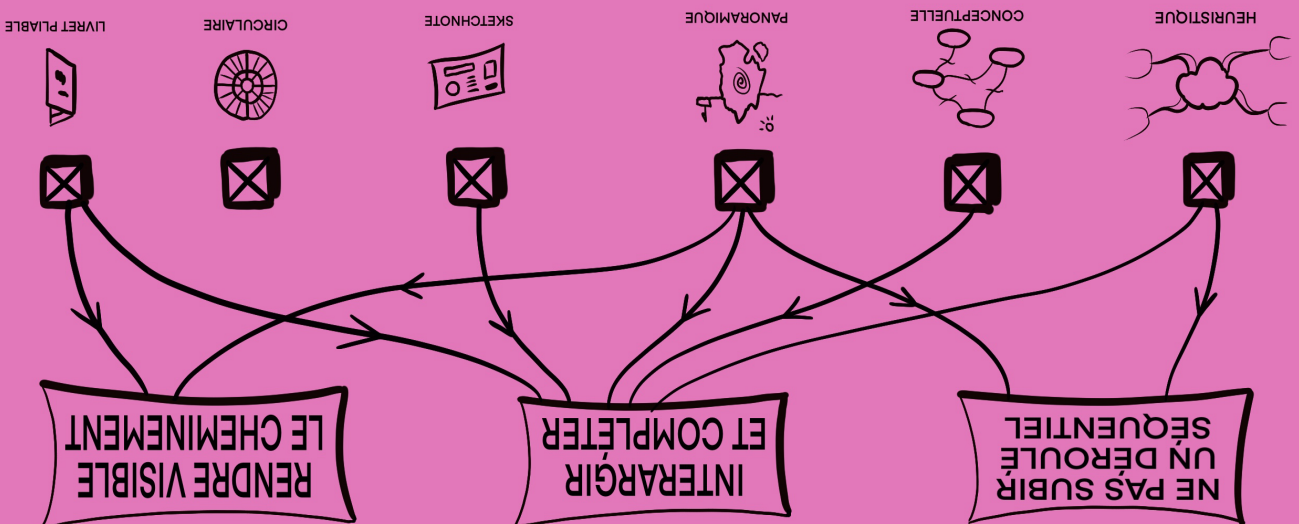 NE PAS SUBIR
UN DÉROULÉ
SÉQUENTIEL
INTERARGIR
ET COMPLÉTER
RENDRE VISIBLE
LE CHEMINEMENT
HEURISTIQUE
CONCEPTUELLE
PANORAMIQUE
SKETCHNOTE
CIRCULAIRE
LIVRET PLIABLE